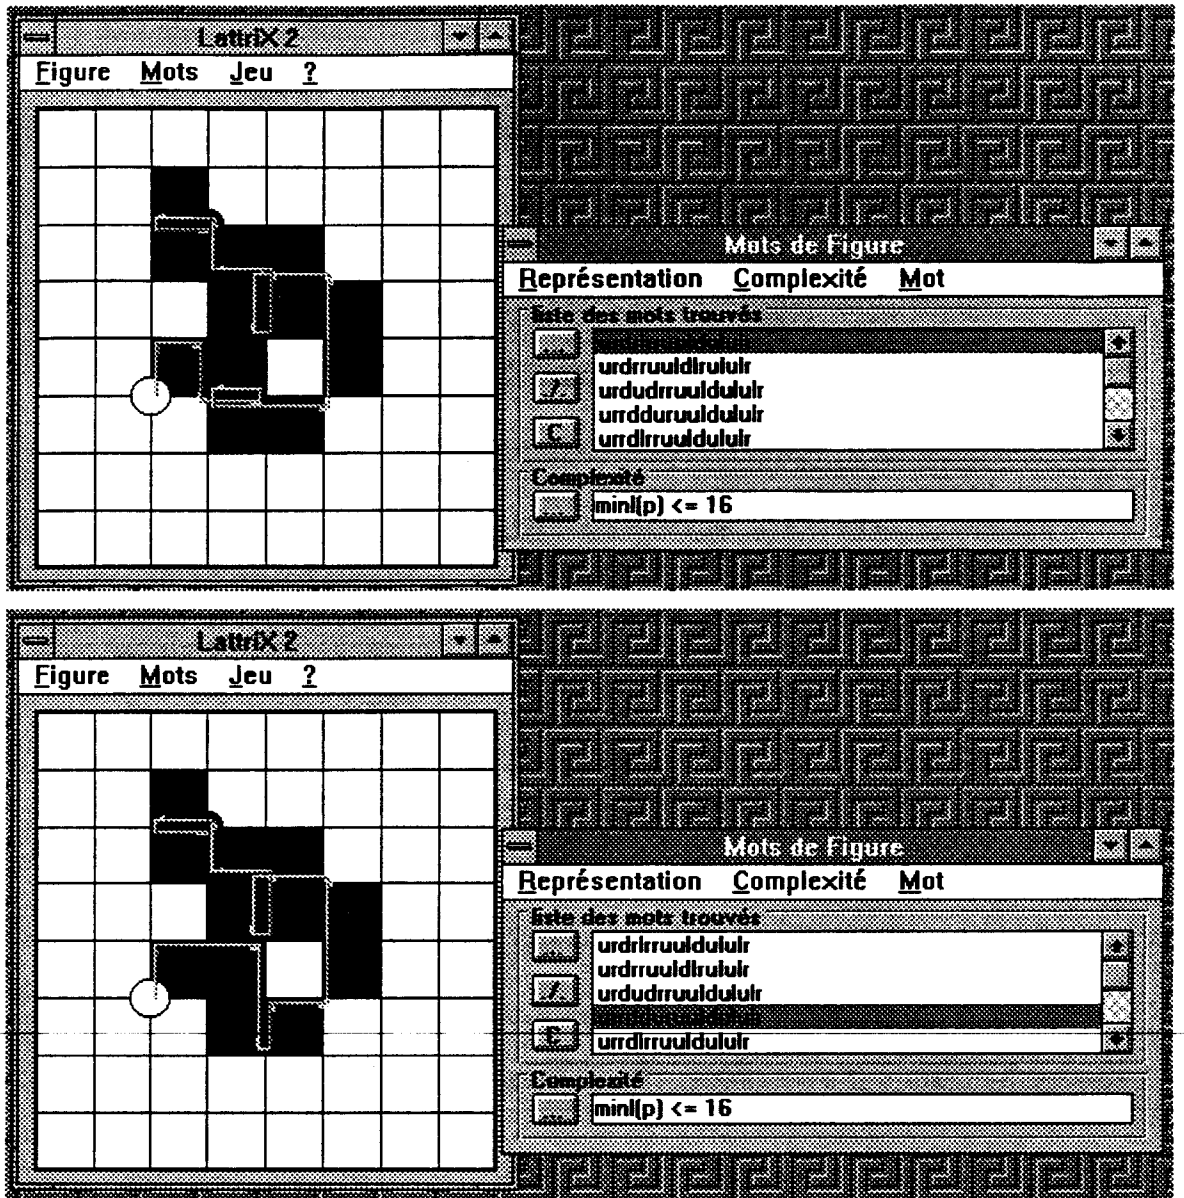 LattriX 2
Figure Mots Jeu ?
Mots de Figure
Représentation Complexité Mot
liste des mots trouvés
...
urdrruuldlrululr
/.
urdudrruuldululr
urrdduruuldululr
C
urrdlrruuldululr
Complexité
...
minl(p) <= 16
LattriX 2
Figure Mots Jeu ?
Mots de Figure
Représentation Complexité Mot
liste des mots trouvés
...
urdrlrruuldululr
urdrruuldlrululr
/.
urdudrruuldululr
C
urrdlrruuldululr
Complexité
...
minl(p) <= 16